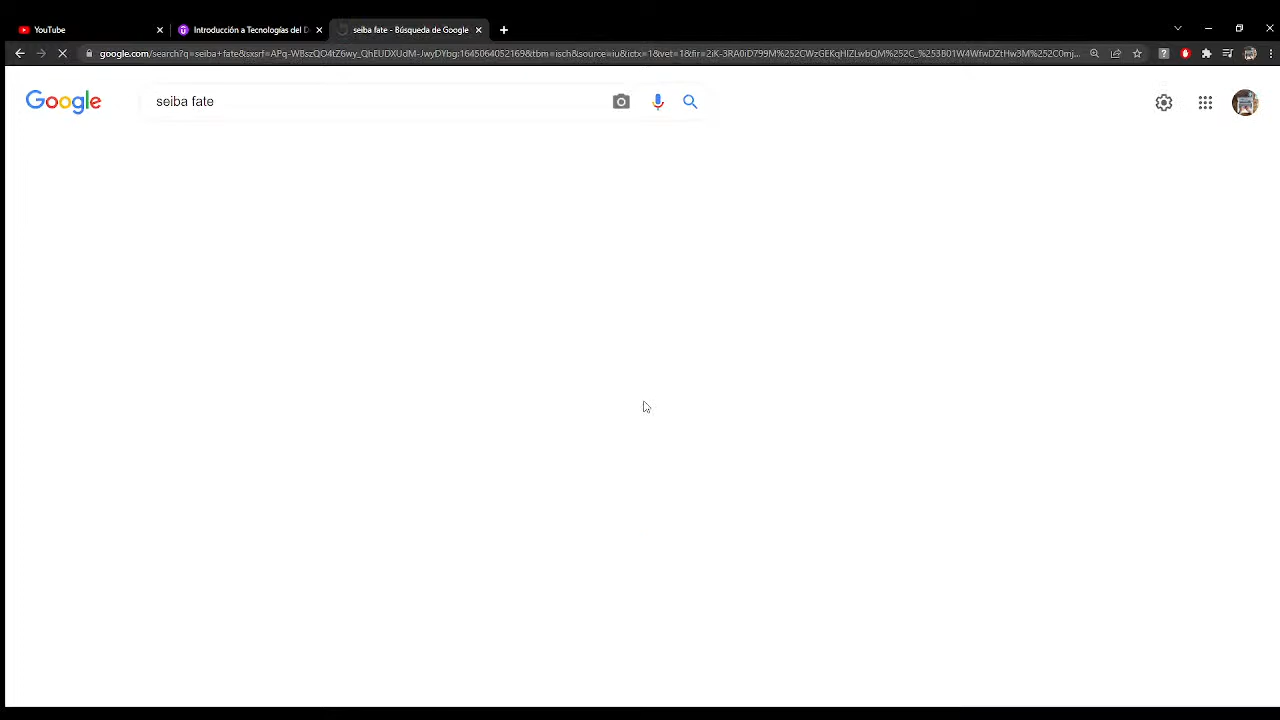 YouTube
Introducción a Tecnologías del D
seiba fate - Búsqueda de Google
Google
seiba fate